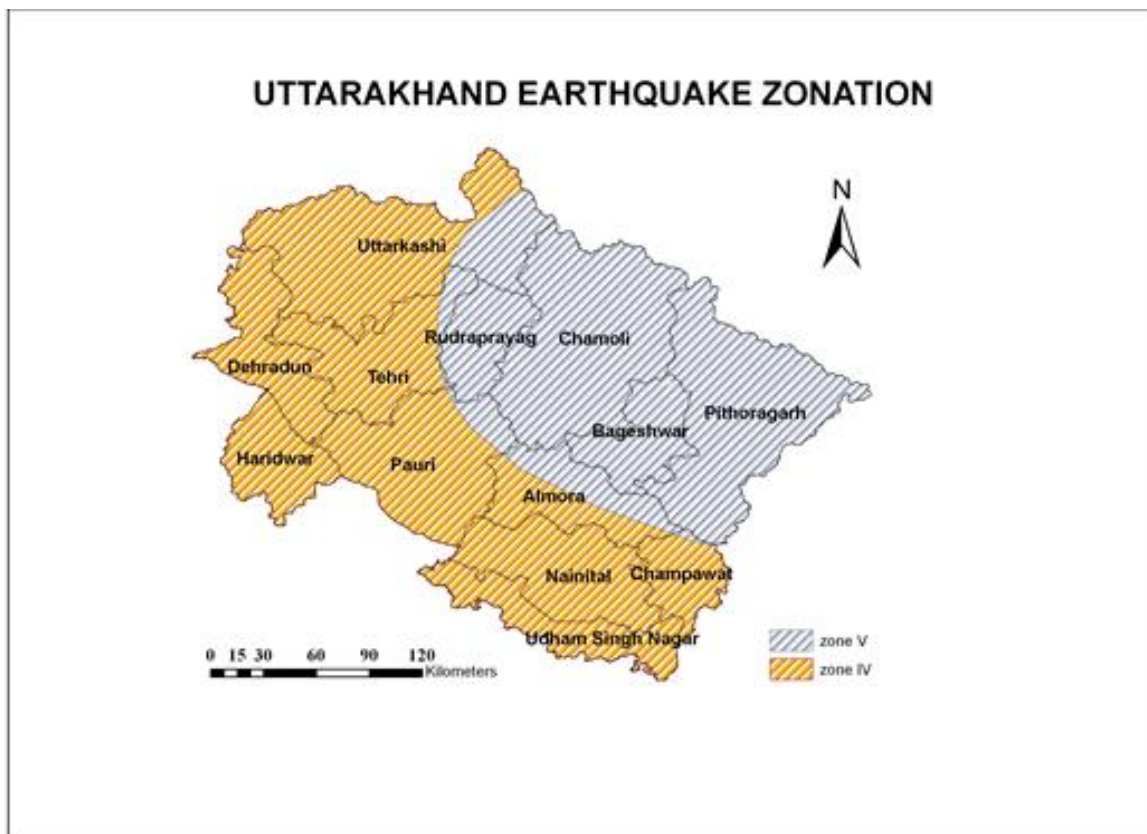 UTTARAKHAND EARTHQUAKE ZONATION
N
Uttarkashi
Rudraprayag
Chamoli
Dehradun
Tehri
Pithoragarh
Bageshwar
Haridwar
Pauri
Almora
Nainital
Champawat
Udham Singh Nagar
zone V
zone IV
0 15 30 60 90 120
Kilometers